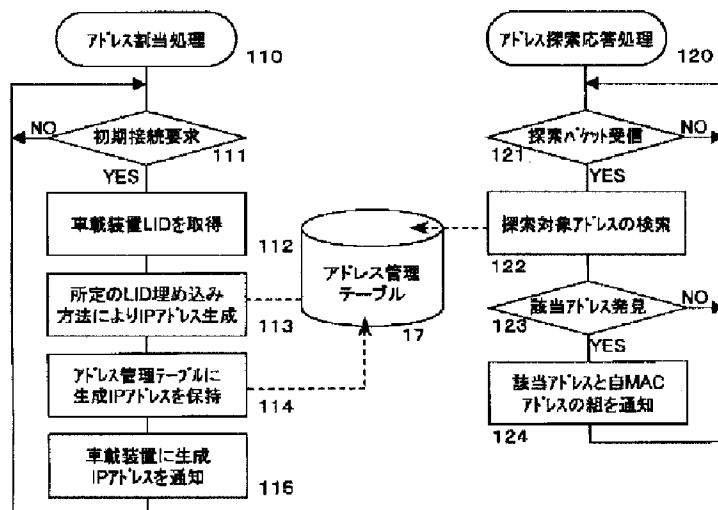 アドレス割当処理
110
NO
初期接続要求
111
YES
車載装置LIDを取得
112
所定のLID埋め込み
方法によりIPアドレス生成
113
アドレス管理テーブルに
生成IPアドレスを保持
114
車載装置に生成
IPアドレスを通知
116
アドレス管理
テーブル
17
アドレス探索応答処理
120
探索パケット受信
NO
121
YES
探索対象アドレスの検索
122
該当アドレス発見
NO
123
YES
該当アドレスと自MAC
アドレスの組を通知
124